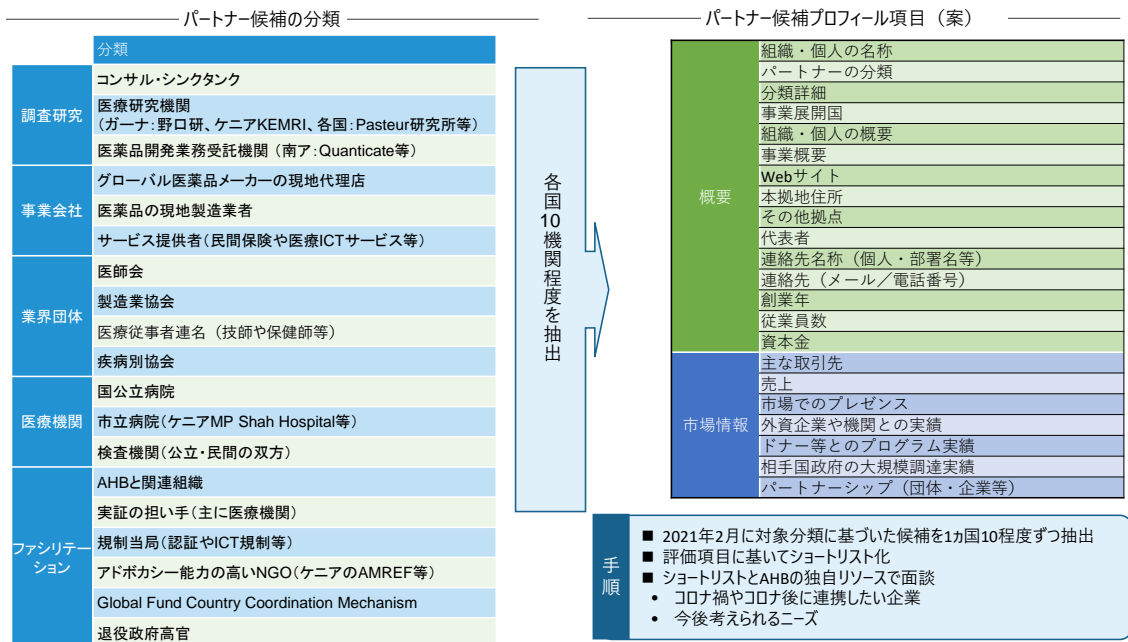 パートナー候補の分類
分類
調査研究
コンサル・シンクタンク
医療研究機関
(ガーナ：野口研、ケニアKEMRI、各国：Pasteur研究所等)
医薬品開発業務受託機関 (南ア：Quanticate等)
事業会社
グローバル医薬品メーカーの現地代理店
医薬品の現地製造業者
サービス提供者(民間保険や医療ICTサービス等)
業界団体
医師会
製造業協会
医療従事者連名（技師や保健師等）
疾病別協会
医療機関
国公立病院
市立病院(ケニアMP Shah Hospital等)
検査機関(公立・民間の双方)
ファシリテー
ション
AHBと関連組織
実証の担い手(主に医療機関)
規制当局(認証やICT規制等)
アドボカシー能力の高いNGO(ケニアのAMREF等)
Global Fund Country Coordination Mechanism
退役政府高官
各国10機関程度を抽出
パートナー候補プロフィール項目（案）
概要
組織・個人の名称
パートナーの分類
分類詳細
事業展開国
組織・個人の概要
事業概要
Webサイト
本拠地住所
その他拠点
代表者
連絡先名称（個人・部署名等）
連絡先（メール／電話番号）
創業年
従業員数
資本金
市場情報
主な取引先
売上
市場でのプレゼンス
外資企業や機関との実績
ドナー等とのプログラム実績
相手国政府の大規模調達実績
パートナーシップ（団体・企業等）
手順
■ 2021年2月に対象分類に基づいた候補を1ヵ国10程度ずつ抽出
■ 評価項目に基いてショートリスト化
■ ショートリストとAHBの独自リソースで面談
• コロナ禍やコロナ後に連携したい企業
• 今後考えられるニーズ